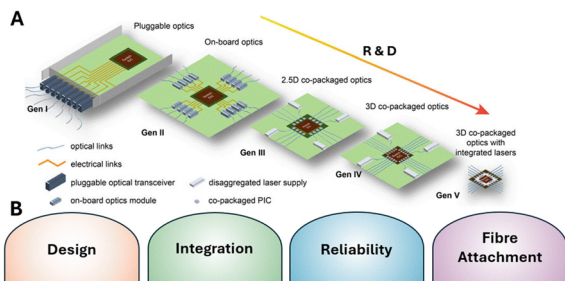 A
Pluggable optics
On-board optics
R & D
2.5D co-packaged optics
3D co-packaged optics
3D co-packaged
optics with
integrated lasers
Gen I
Gen II
Gen III
Gen IV
Gen V
optical links
electrical links
pluggable optical transceiver
on-board optics module
disaggregated laser supply
co-packaged PIC
B
Design
Integration
Reliability
Fibre
Attachment